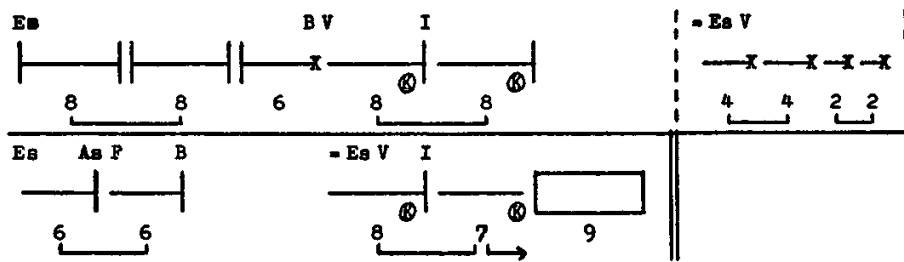 Es B V I = Es V
X X X X X
Ⓚ Ⓚ
8 8 6 8 8 4 4 2 2
Es As F B = Es V I
Ⓚ Ⓚ
6 6 8 7 9